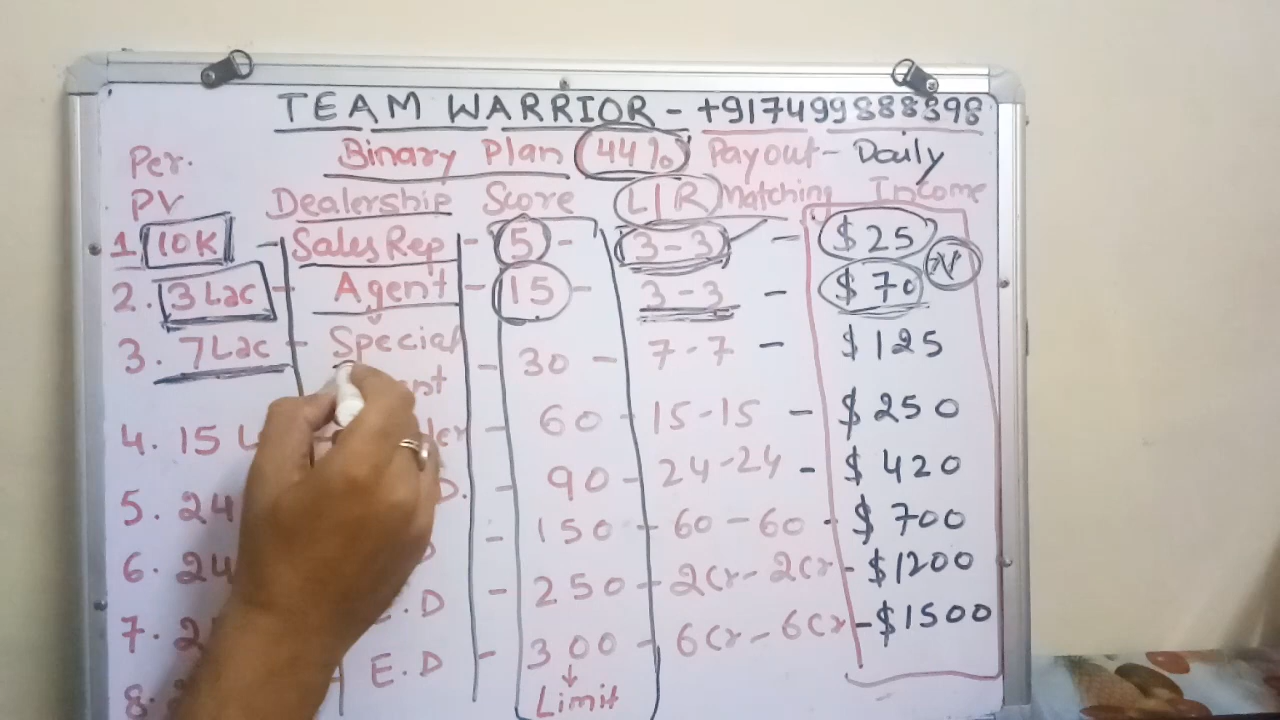 TEAM WARRIOR - +917499888898
Per. Binary Plan 44% Payout - Daily
PV Dealership Score L|R Matching Income
1 10K - Sales Rep - 5 - 3-3 - $25
2. 3 Lac - Agent - 15 - 3-3 - $70
3. 7 Lac - Special - 30 - 7-7 - $125
4. 15 - 60 - 15-15 - $250
5. 24 D. - 90 - 24-24 - $420
6. 24 - 150 - 60-60 - $700
7. E.D - 250 - 2Cr - 2Cr - $1200
8. E.D - 300 - 6Cr - 6Cr - $1500
Limit